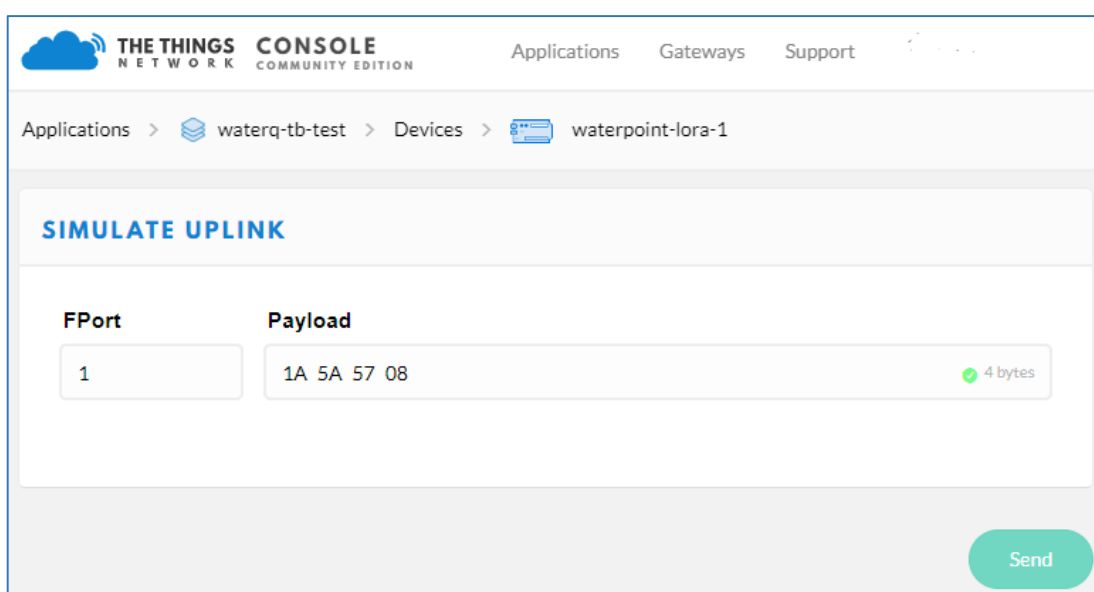 THE THINGS NETWORK CONSOLE COMMUNITY EDITION Applications Gateways Support
Applications > waterq-tb-test > Devices > waterpoint-lora-1
SIMULATE UPLINK
FPort Payload
1 1A 5A 57 08 4 bytes
Send